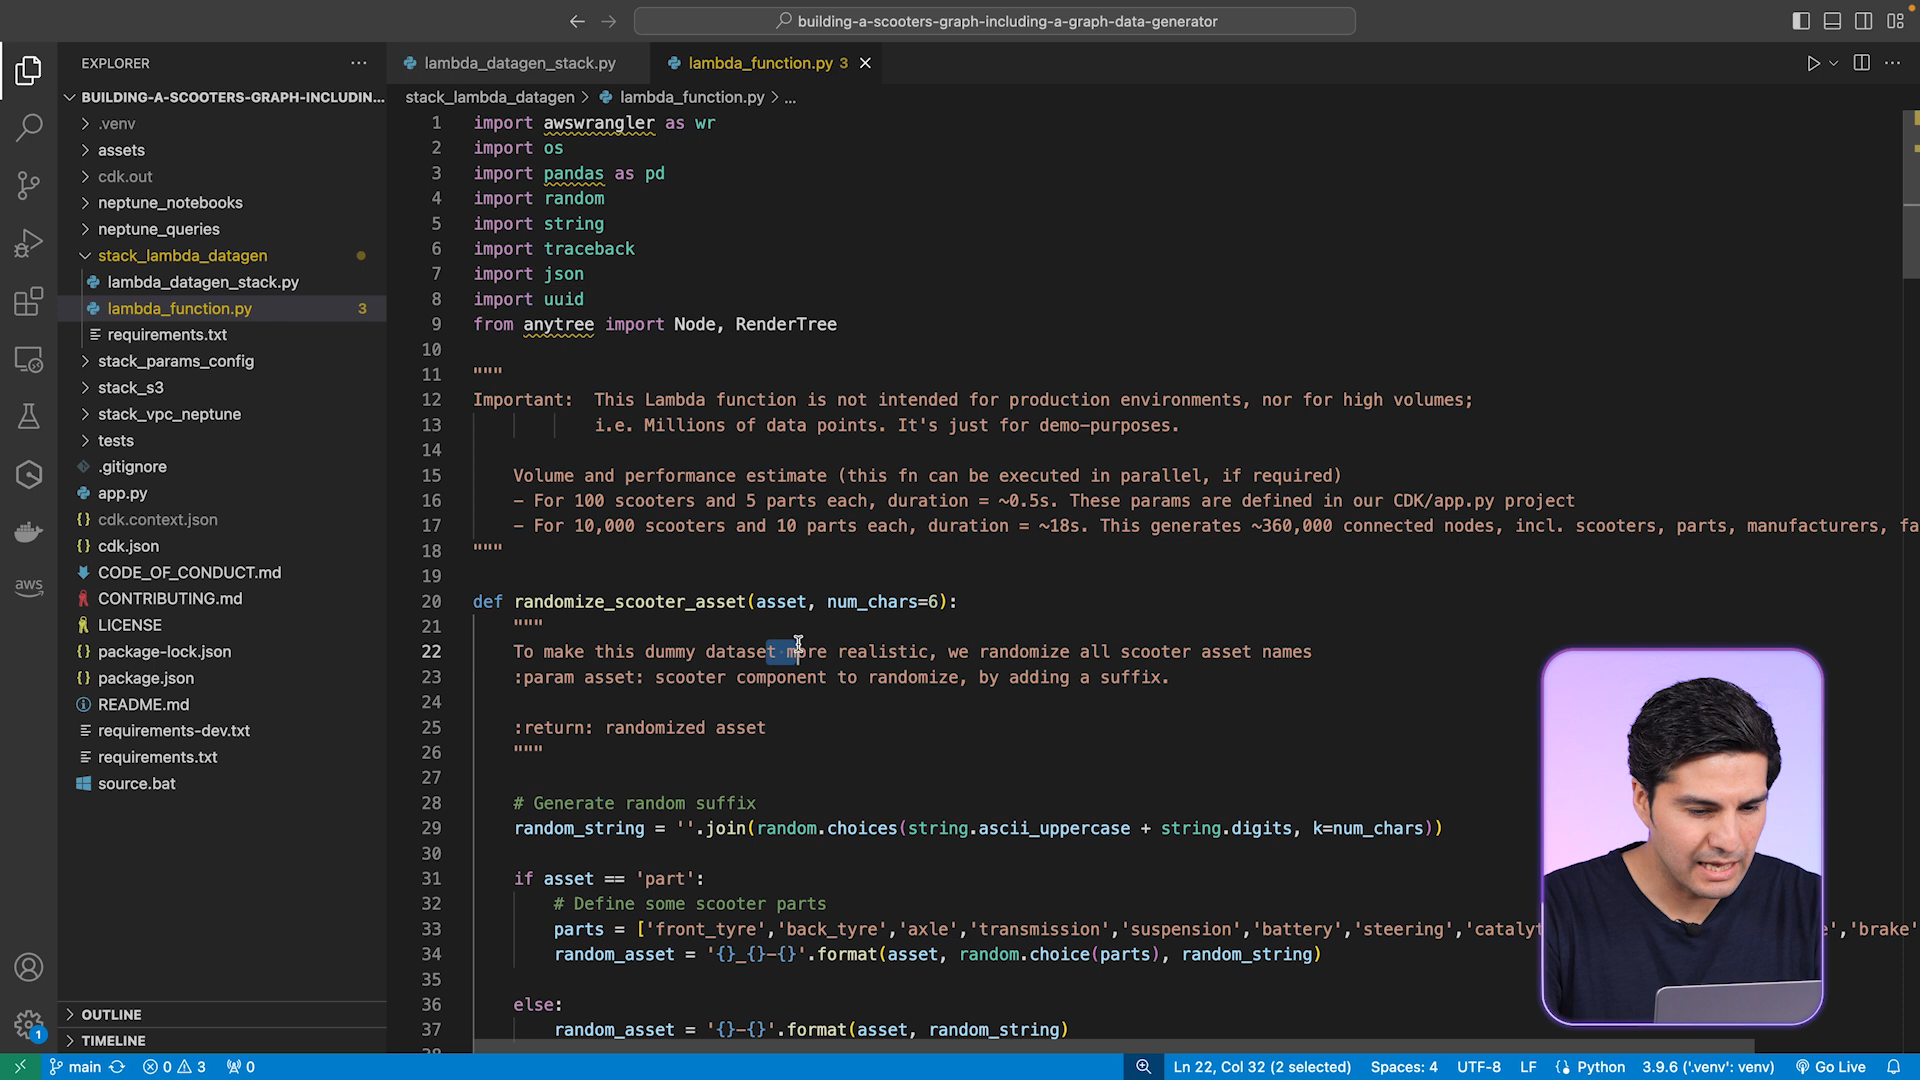 building-a-scooters-graph-including-a-graph-data-generator
EXPLORER
BUILDING-A-SCOOTERS-GRAPH-INCLUDIN...
.venv
assets
cdk.out
neptune_notebooks
neptune_queries
stack_lambda_datagen
lambda_datagen_stack.py
lambda_function.py 3
requirements.txt
stack_params_config
stack_s3
stack_vpc_neptune
tests
.gitignore
app.py
cdk.context.json
cdk.json
CODE_OF_CONDUCT.md
CONTRIBUTING.md
LICENSE
package-lock.json
package.json
README.md
requirements-dev.txt
requirements.txt
source.bat
OUTLINE
TIMELINE
aws
1
lambda_datagen_stack.py
lambda_function.py 3
stack_lambda_datagen > lambda_function.py > ...
1 import awswrangler as wr
2 import os
3 import pandas as pd
4 import random
5 import string
6 import traceback
7 import json
8 import uuid
9 from anytree import Node, RenderTree
10
11 """
12 Important: This Lambda function is not intended for production environments, nor for high volumes;
13 i.e. Millions of data points. It's just for demo-purposes.
14
15 Volume and performance estimate (this fn can be executed in parallel, if required)
16 - For 100 scooters and 5 parts each, duration = ~0.5s. These params are defined in our CDK/app.py project
17 - For 10,000 scooters and 10 parts each, duration = ~18s. This generates ~360,000 connected nodes, incl. scooters, parts, manufacturers, fa
18 """
19
20 def randomize_scooter_asset(asset, num_chars=6):
21 """
22 To make this dummy dataset more realistic, we randomize all scooter asset names
23 :param asset: scooter component to randomize, by adding a suffix.
24
25 :return: randomized asset
26 """
27
28 # Generate random suffix
29 random_string = ''.join(random.choices(string.ascii_uppercase + string.digits, k=num_chars))
30
31 if asset == 'part':
32 # Define some scooter parts
33 parts = ['front_tyre','back_tyre','axle','transmission','suspension','battery','steering','catalyt e','brake'
34 random_asset = '{}_{}-{}'.format(asset, random.choice(parts), random_string)
35
36 else:
37 random_asset = '{}-{}'.format(asset, random_string)
main 0 3 0
Ln 22, Col 32 (2 selected) Spaces: 4 UTF-8 LF Python 3.9.6 ('.venv': venv) Go Live